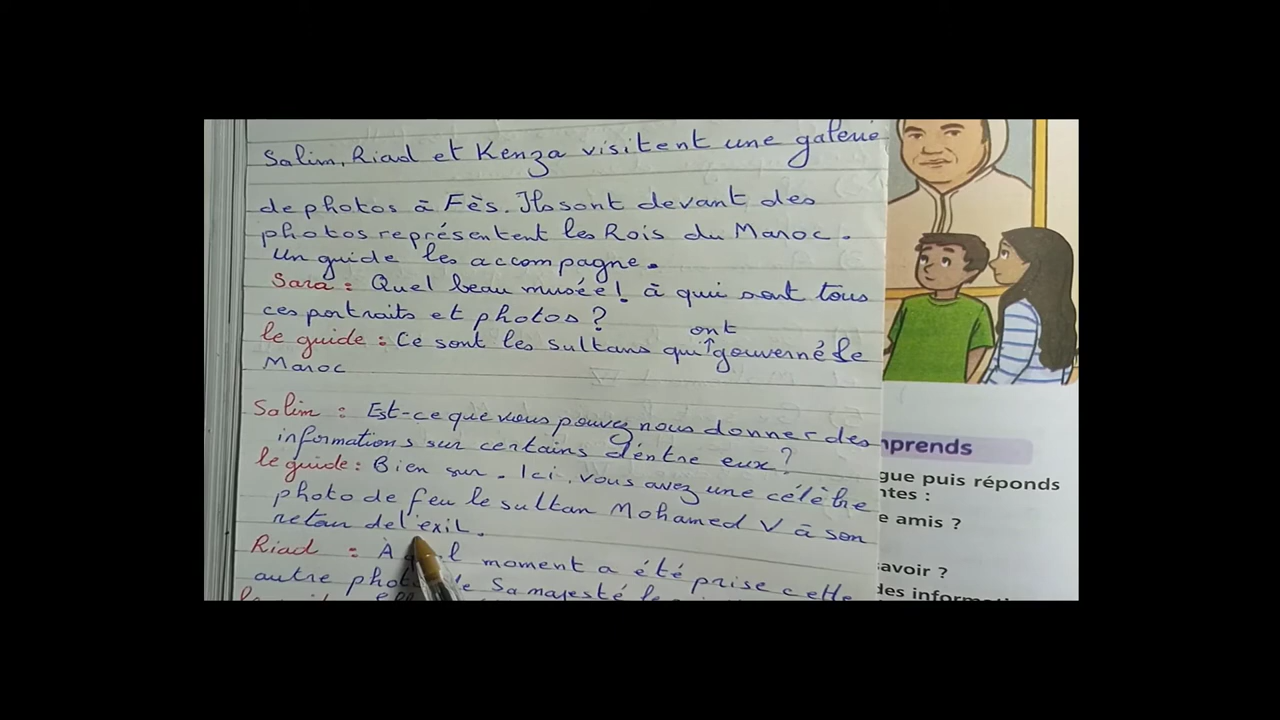 Salim, Riad et Kenza visitent une galerie
de photos à Fès. Ils sont devant des
photos représentent les Rois du Maroc.
un guide les accompagne.
Sara : Quel beau musée! à qui sont tous
ces portraits et photos ?
ont
le guide : Ce sont les sultans qui gouverné le
Maroc
Salim : Est-ce que vous pouvez nous donner des
informations sur certains d'entre eux ?
le guide : Bien sur. Ici, vous avez une célèbre
photo de feu le sultan Mohamed V à son
retour de l'exil.
Riad : À moment a été prise cette
autre Sa majesté le
nprends
gue puis réponds
ntes :
e amis ?
avoir ?
des